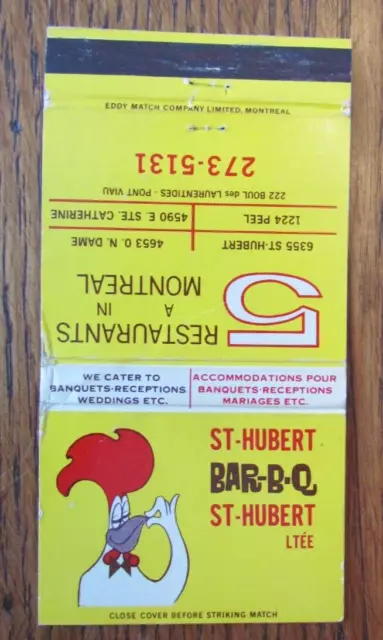 EDDY MATCH COMPANY LIMITED, MONTREAL
5 RESTAURANTS
IN
A
MONTREAL
6355 ST-HUBERT 4653 O. N. DAME
1224 PEEL 4590 E. STE. CATHERINE
222 BOUL des LAURENTIDES - PONT VIAU
273-5131
WE CATER TO
BANQUETS-RECEPTIONS
WEDDINGS ETC.
ACCOMMODATIONS POUR
BANQUETS-RECEPTIONS
MARIAGES ETC.
ST-HUBERT
BAR-B-Q
ST-HUBERT
LTÉE
CLOSE COVER BEFORE STRIKING MATCH